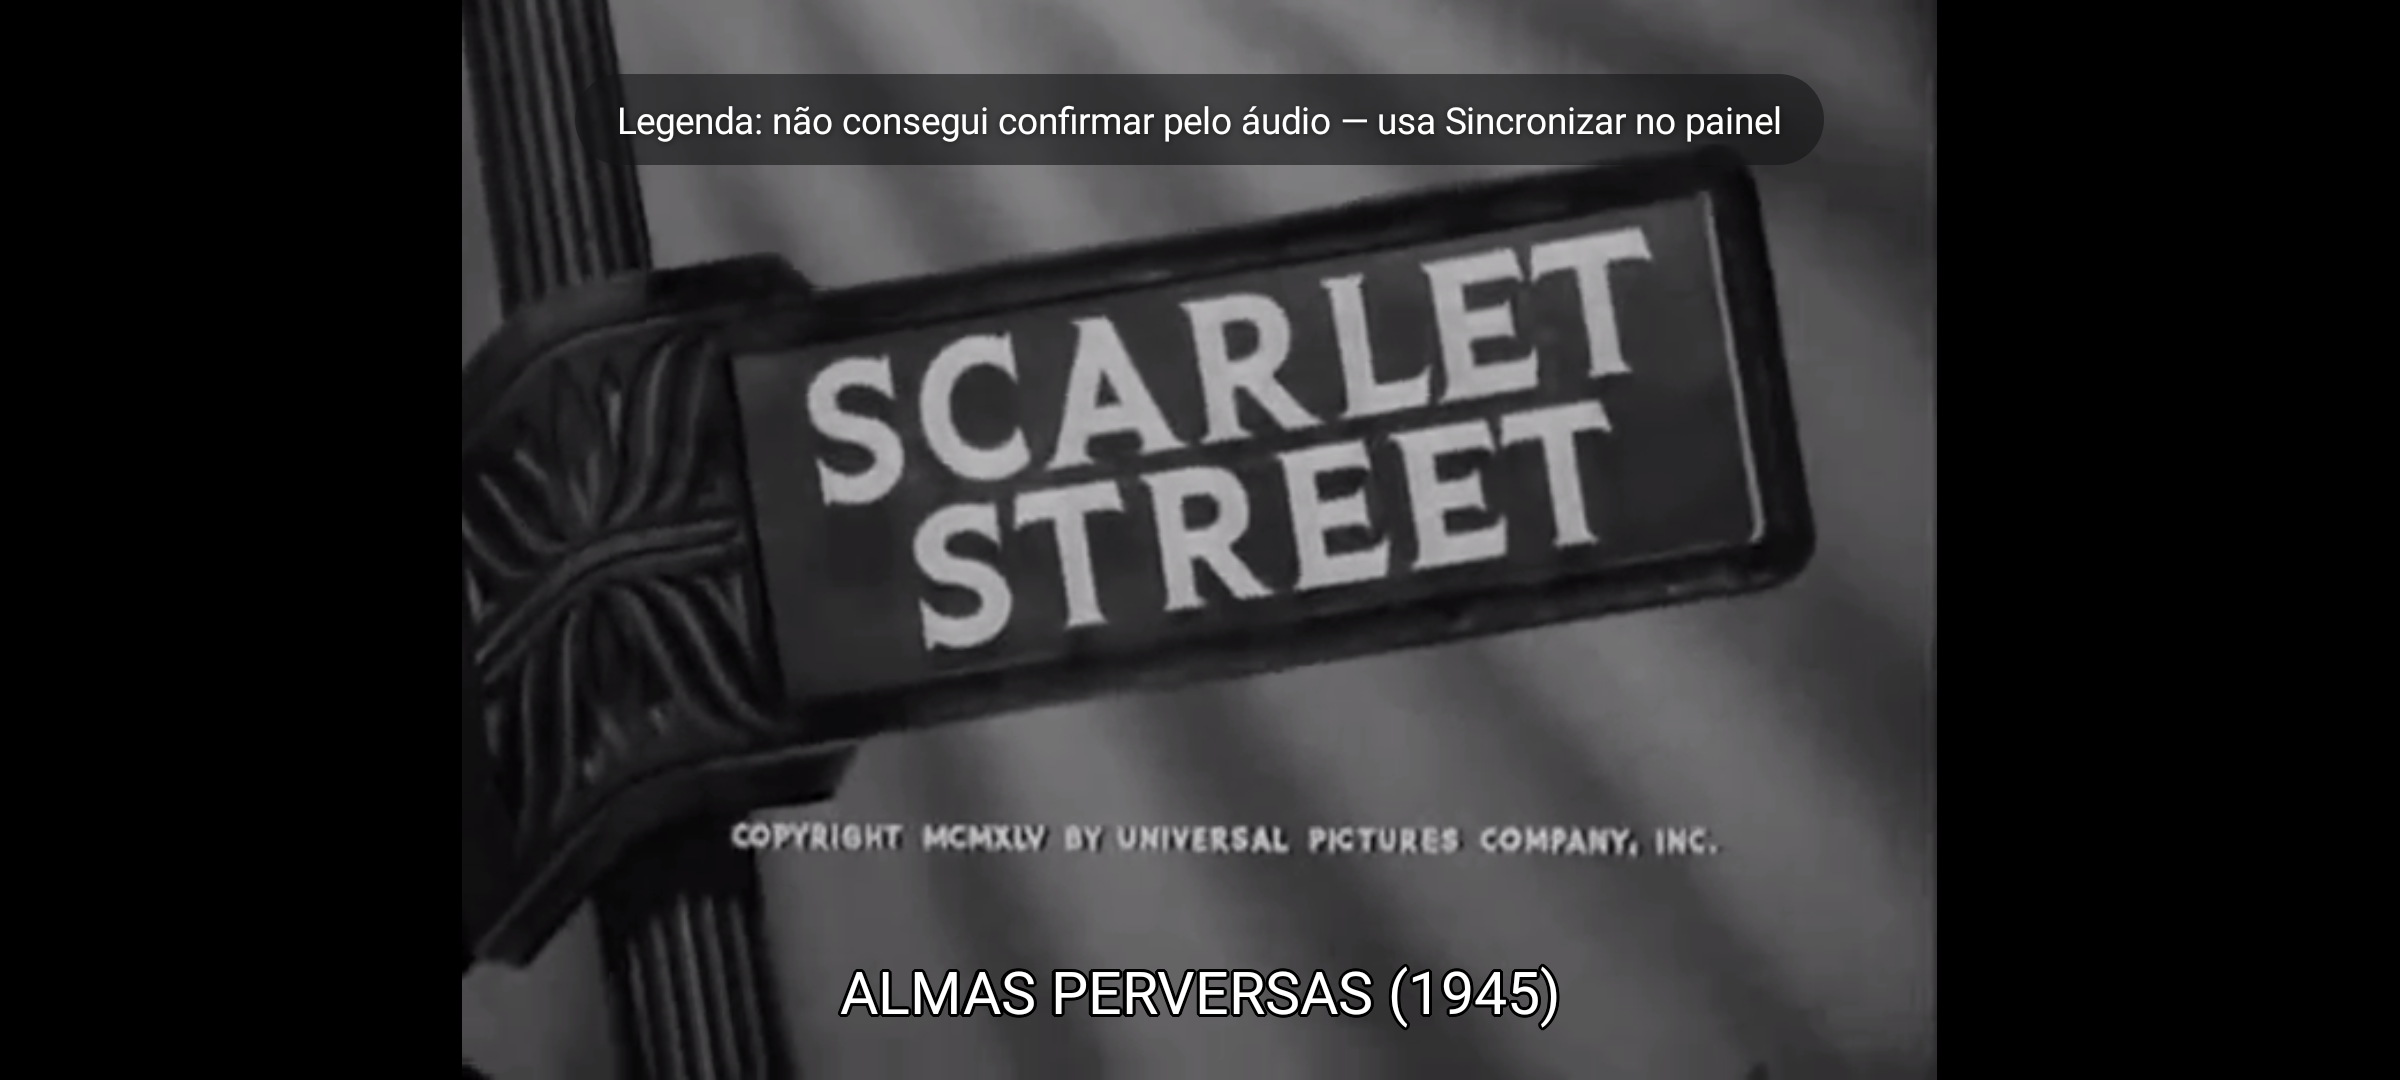 Legenda: não consegui confirmar pelo áudio — usa Sincronizar no painel
SCARLET
STREET
COPYRIGHT MCMXLV BY UNIVERSAL PICTURES COMPANY, INC.
ALMAS PERVERSAS (1945)